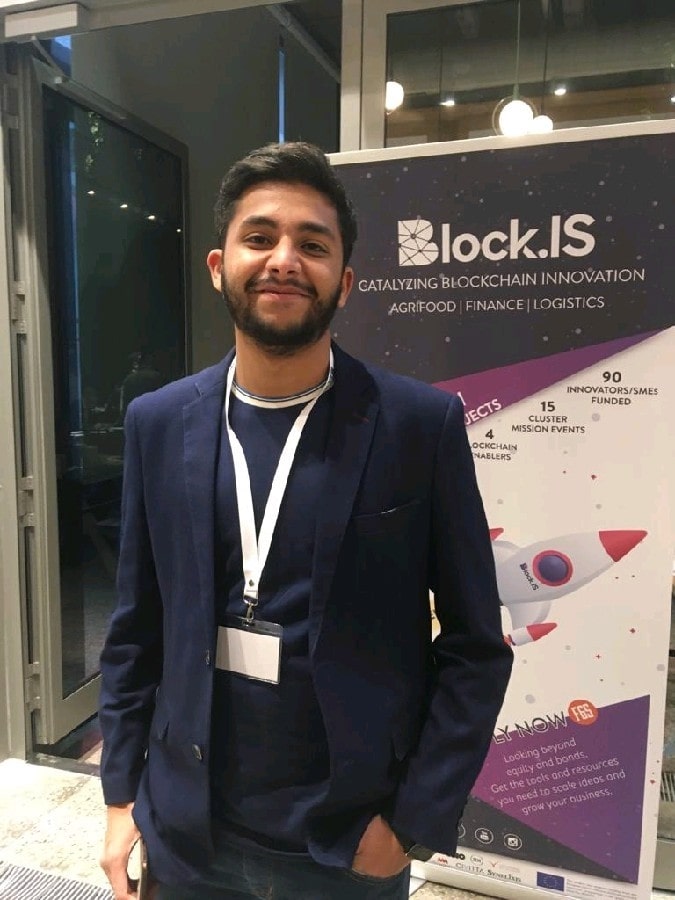 Block.IS
CATALYZING BLOCKCHAIN INNOVATION
AGRIFOOD | FINANCE | LOGISTICS
90
INNOVATORS/SMES
FUNDED
15
CLUSTER
MISSION EVENTS
4
Block.IS
NOW
Looking beyond
equity and bonds.
Get the tools and resources
you need to scale ideas and
grow your business.